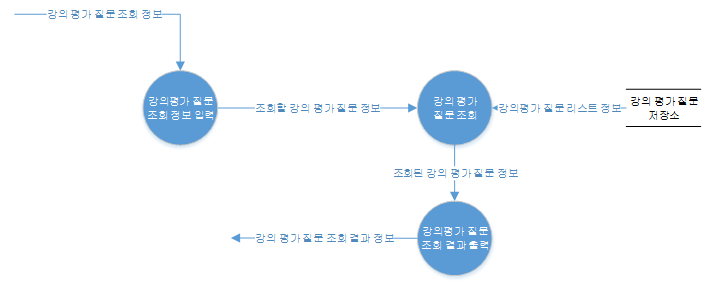 강의 평가 질문 조회 정보
강의평가 질문
조회 정보 입력
조회할 강의 평가 질문 정보
강의 평가
질문 조회
강의평가 질문 리스트 정보
강의 평가 질문
저장소
조회된 강의 평가 질문 정보
강의 평가 질문 조회 결과 정보
강의평가 질문
조회 결과 출력